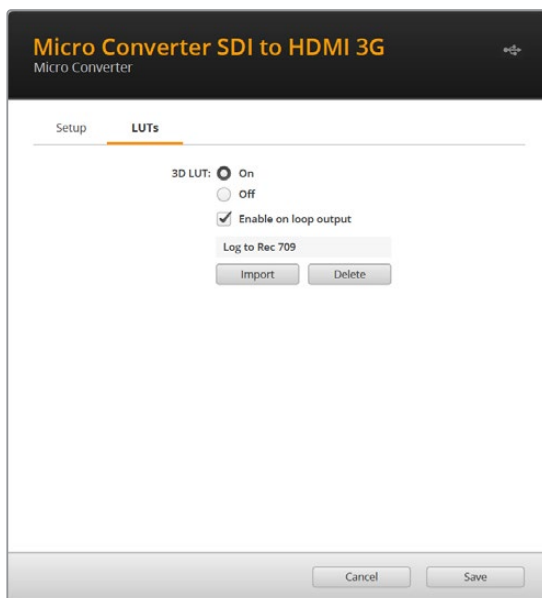 Micro Converter SDI to HDMI 3G
Micro Converter
Setup LUTs
3D LUT: On
Off
Enable on loop output
Log to Rec 709
Import Delete
Cancel Save